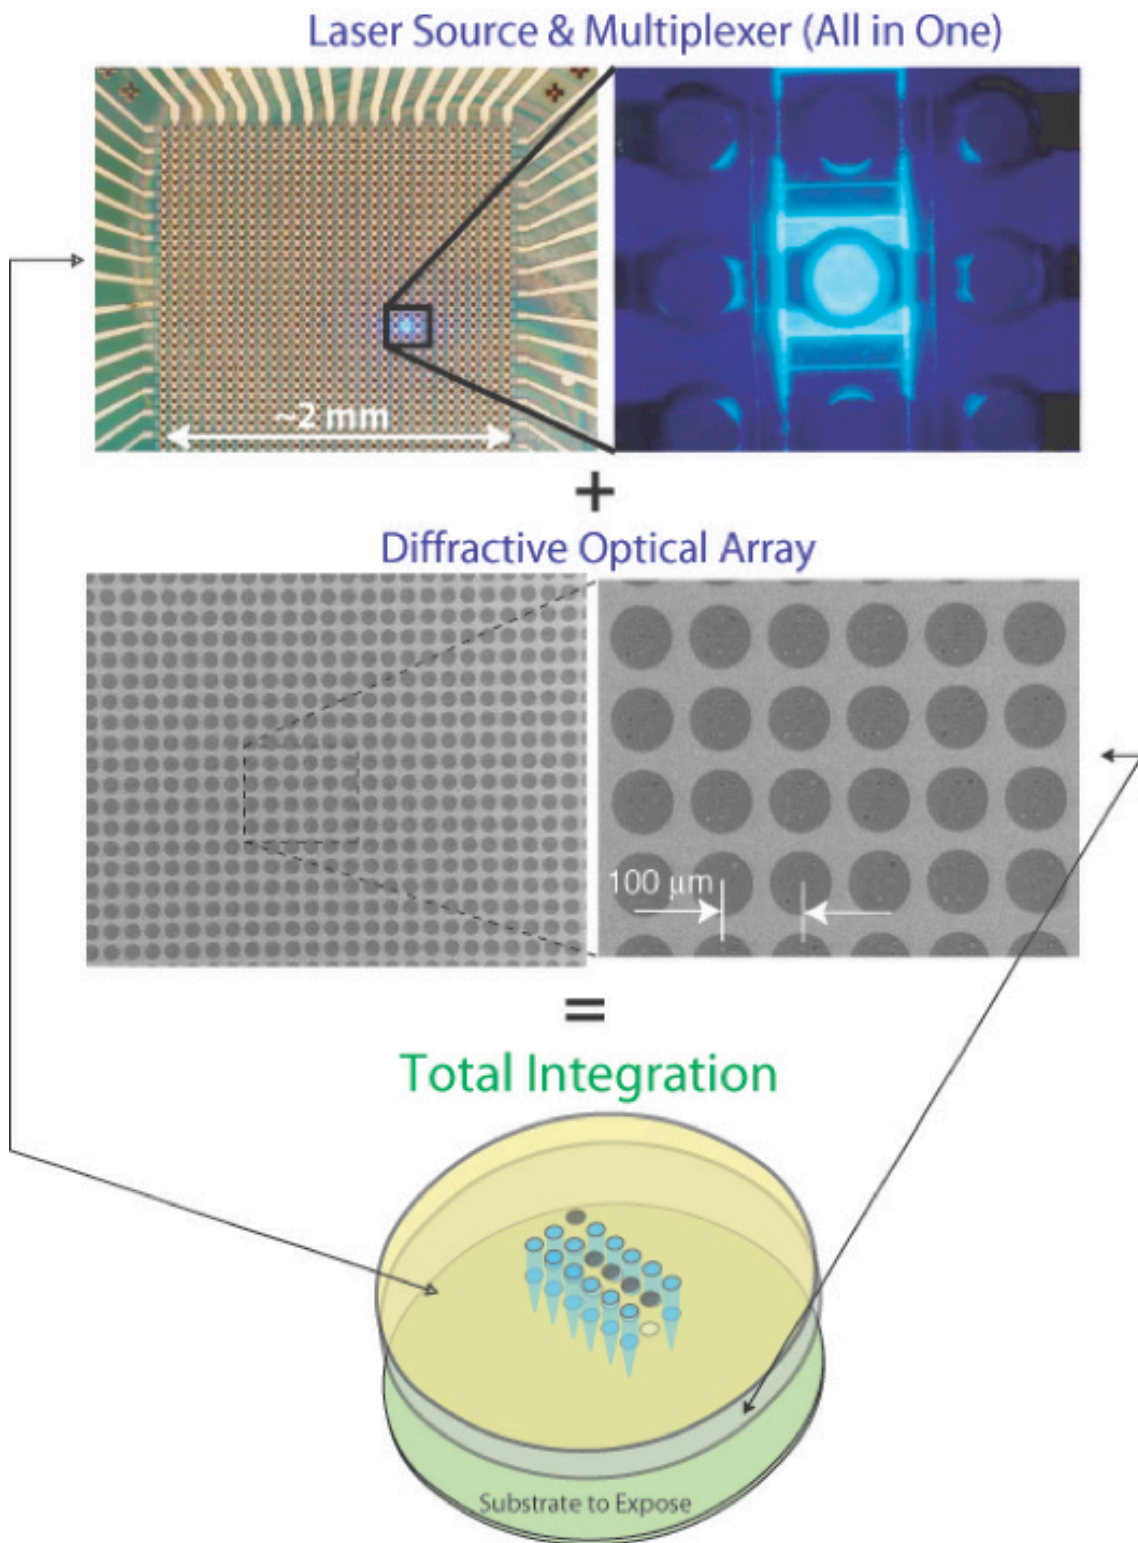 Laser Source & Multiplexer (All in One)
~2 mm
+
Diffractive Optical Array
100 μm
=
Total Integration
Substrate to Expose